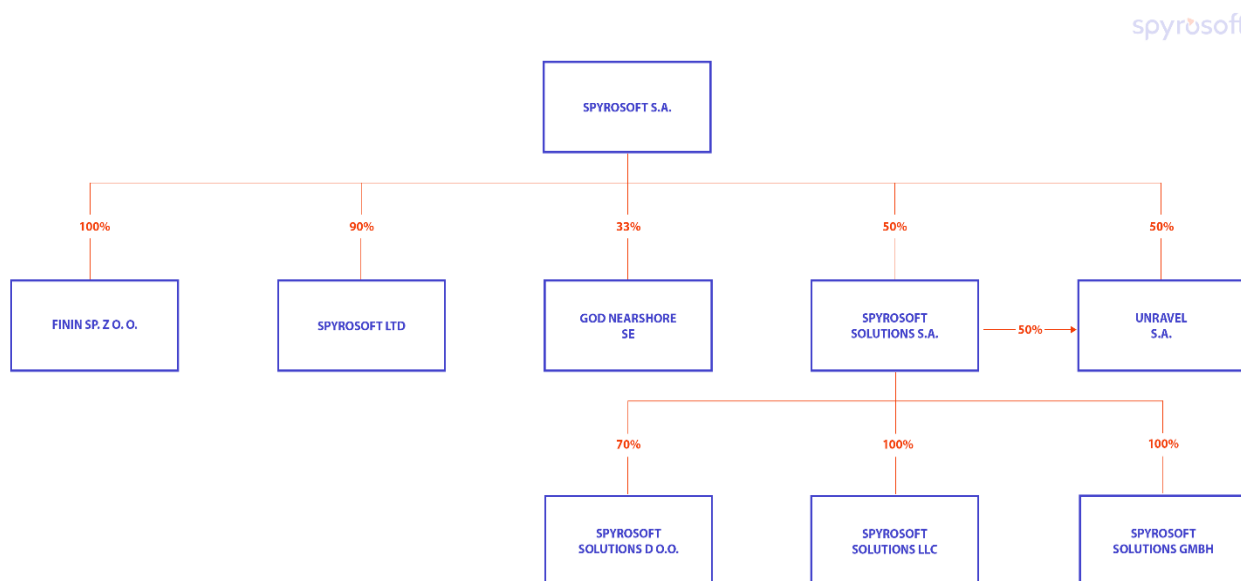 spyrosoft
SPYROSOFT S.A.
100%
90%
33%
50%
50%
FININ SP. Z O. O.
SPYROSOFT LTD
GOD NEARSHORE
SE
SPYROSOFT
SOLUTIONS S.A.
50%
UNRAVEL
S.A.
70%
100%
100%
SPYROSOFT
SOLUTIONS D O.O.
SPYROSOFT
SOLUTIONS LLC
SPYROSOFT
SOLUTIONS GMBH